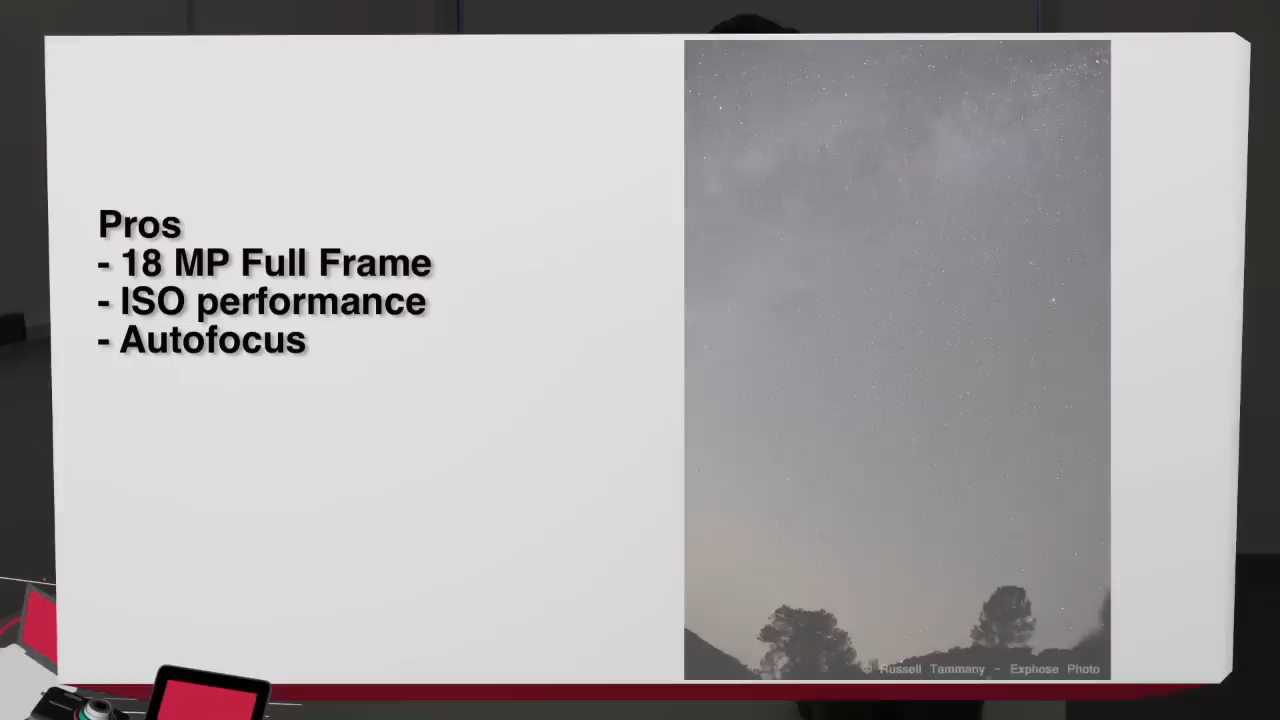 Pros
- 18 MP Full Frame
- ISO performance
- Autofocus
© Russell Tammany - Exphose Photo